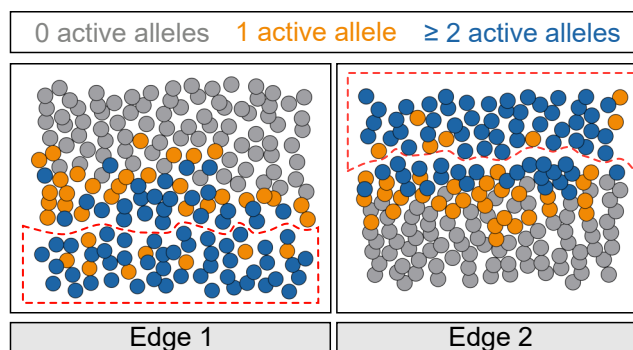 0 active alleles 1 active allele ≥ 2 active alleles
Edge 1 Edge 2